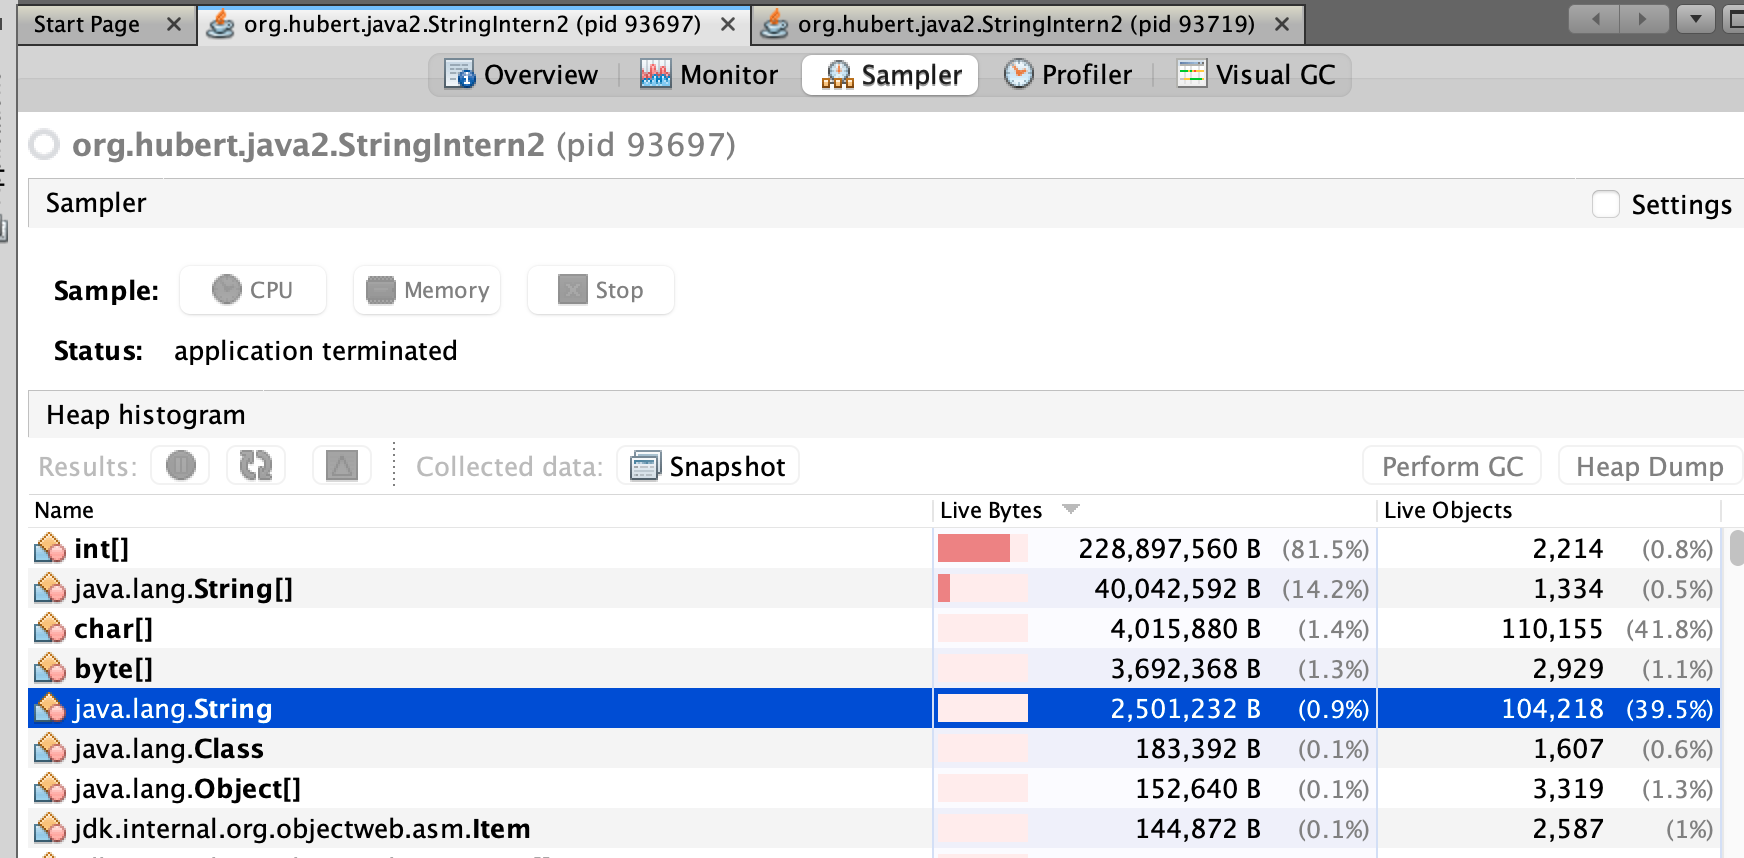 Start Page
org.hubert.java2.StringIntern2 (pid 93697)
org.hubert.java2.StringIntern2 (pid 93719)
Overview Monitor Sampler Profiler Visual GC
org.hubert.java2.StringIntern2 (pid 93697)
Sampler Settings
Sample: CPU Memory Stop
Status: application terminated
Heap histogram
Results: Collected data: Snapshot Perform GC Heap Dump
Name Live Bytes Live Objects
int[] 228,897,560 B (81.5%) 2,214 (0.8%)
java.lang.String[] 40,042,592 B (14.2%) 1,334 (0.5%)
char[] 4,015,880 B (1.4%) 110,155 (41.8%)
byte[] 3,692,368 B (1.3%) 2,929 (1.1%)
java.lang.String 2,501,232 B (0.9%) 104,218 (39.5%)
java.lang.Class 183,392 B (0.1%) 1,607 (0.6%)
java.lang.Object[] 152,640 B (0.1%) 3,319 (1.3%)
jdk.internal.org.objectweb.asm.Item 144,872 B (0.1%) 2,587 (1%)